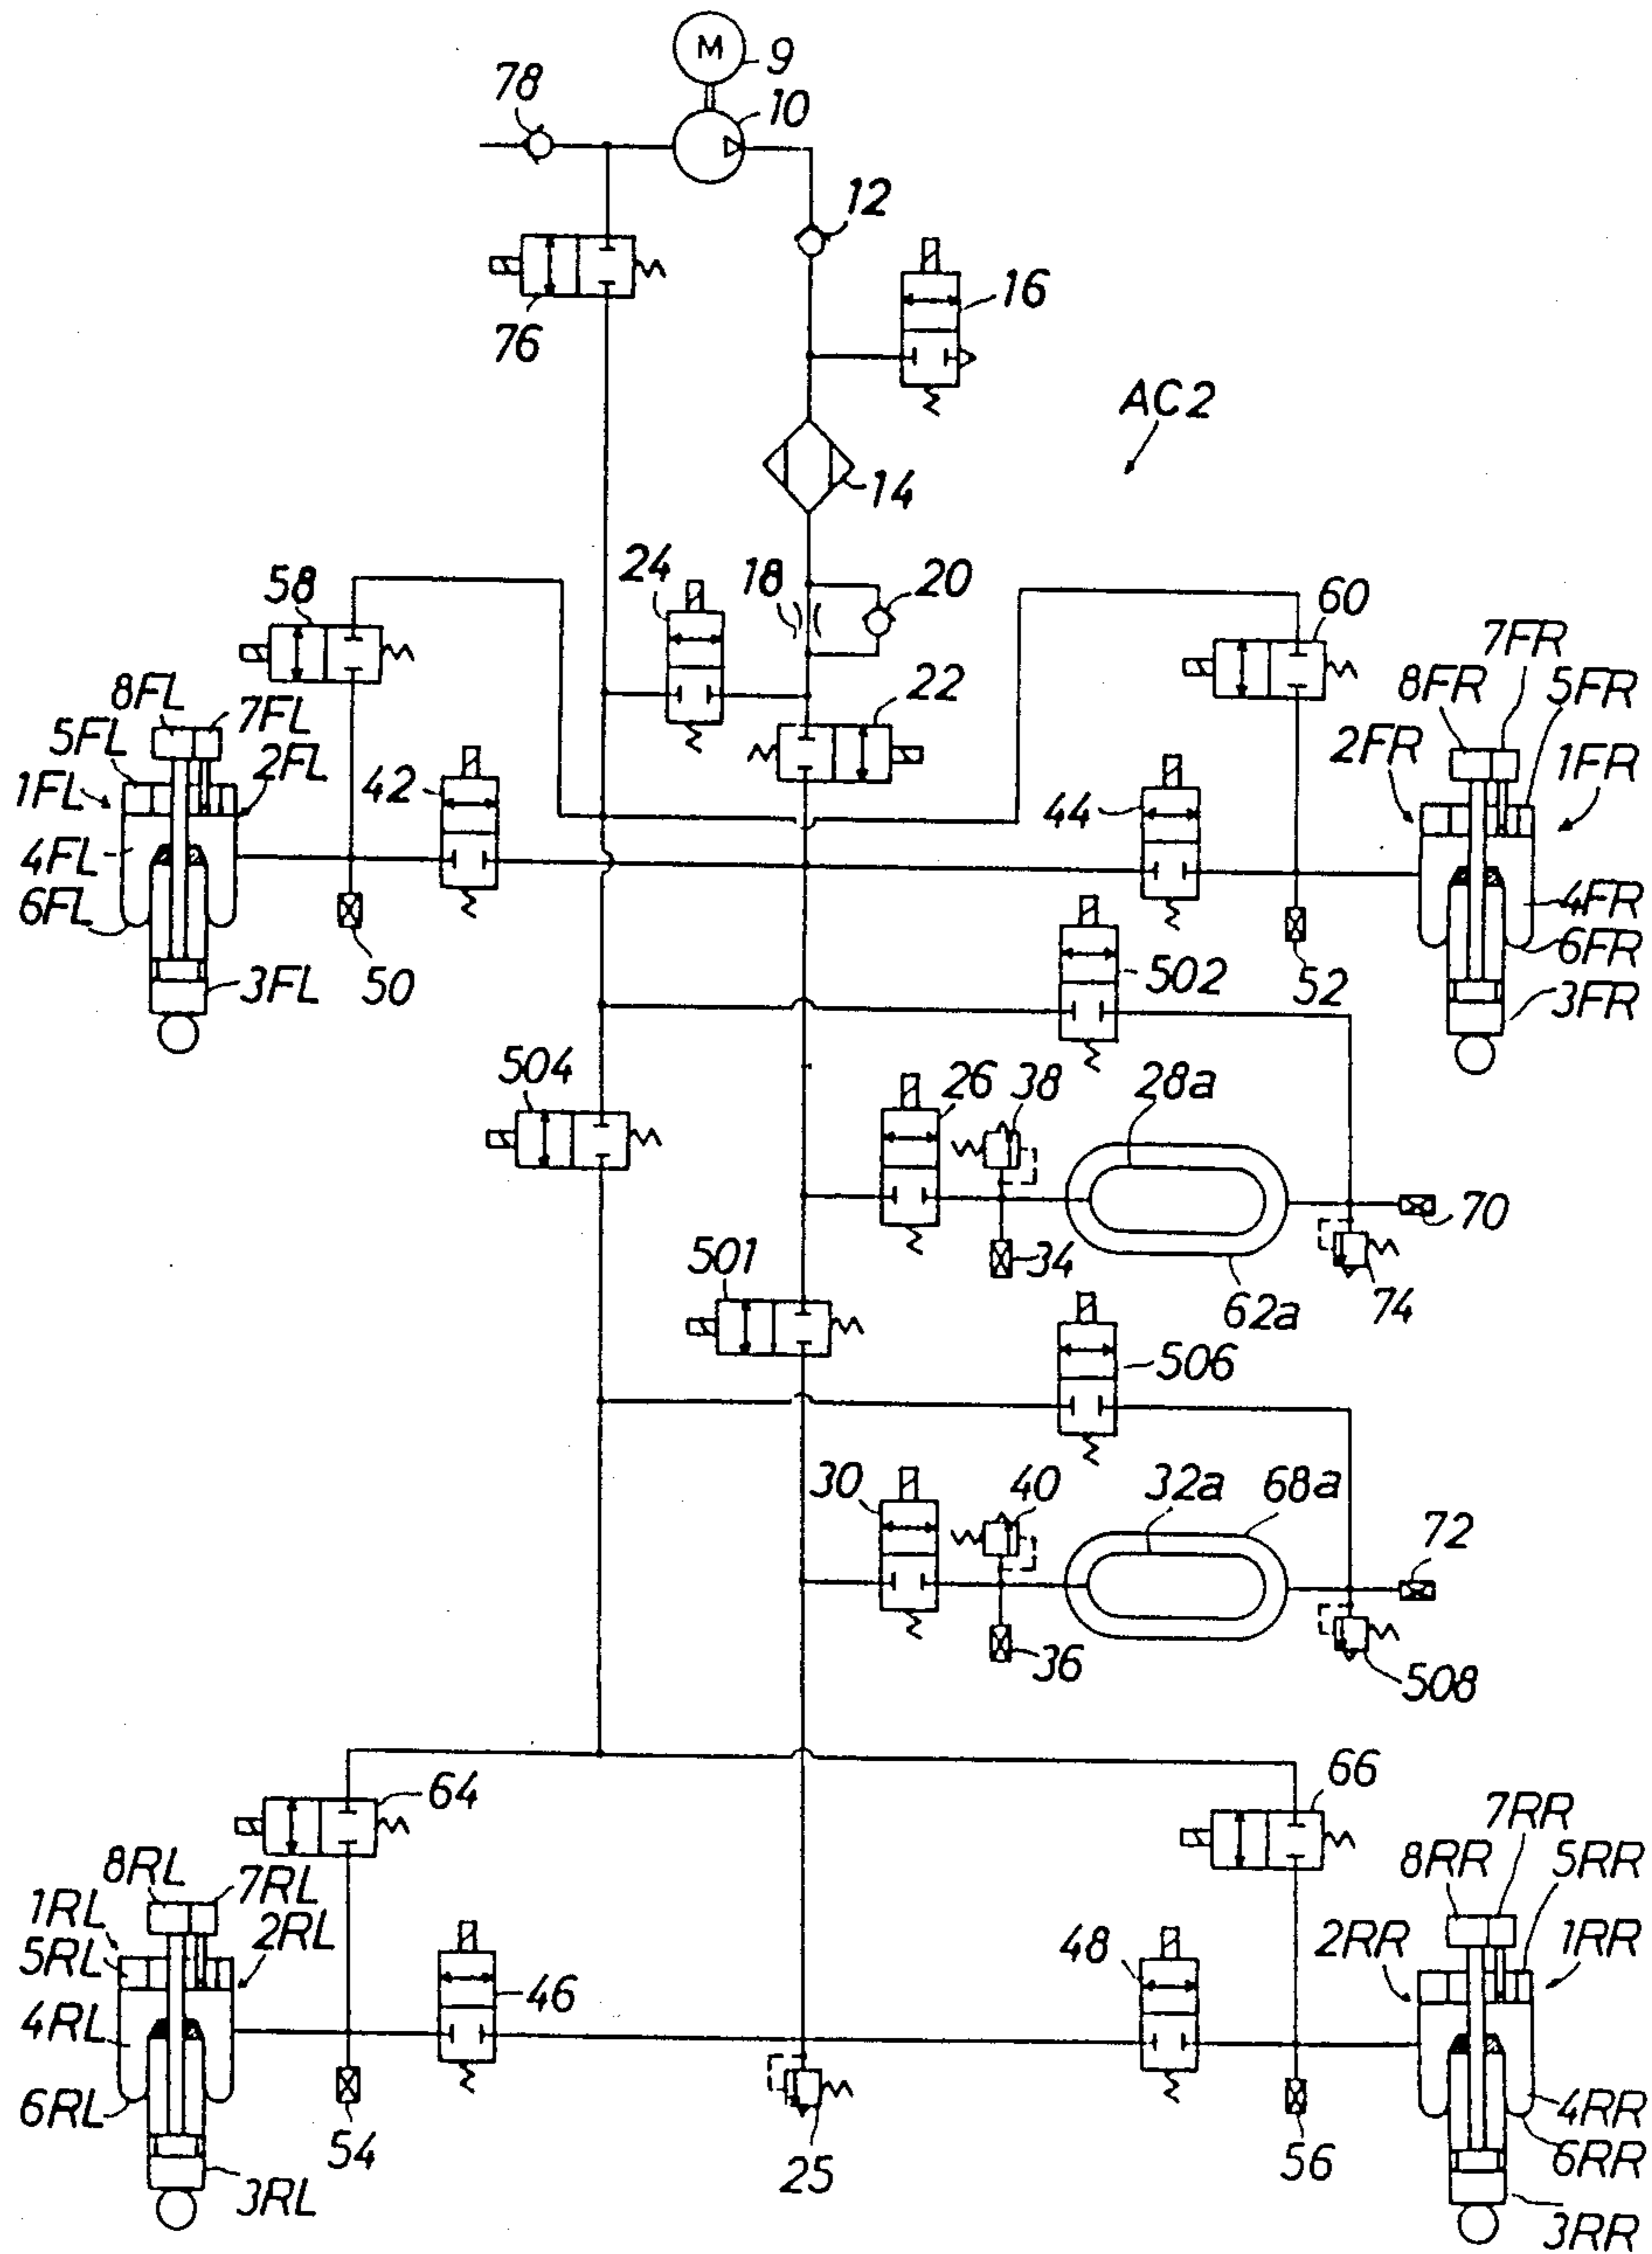 M
9
78
10
12
16
76
AC2
14
24
18
20
58
60
7FR
8FR
5FR
8FL
7FL
22
5FL
2FL
2FR
1FR
1FL
42
44
4FL
6FL
4FR
6FR
50
502
52
3FL
3FR
504
26
38
28a
70
501
34
62a
74
506
30
40
32a
68a
72
36
508
64
66
7RR
8RL
7RL
8RR
5RR
1RL
2RL
48
2RR
1RR
5RL
46
4RL
4RR
6RL
54
25
56
6RR
3RL
3RR